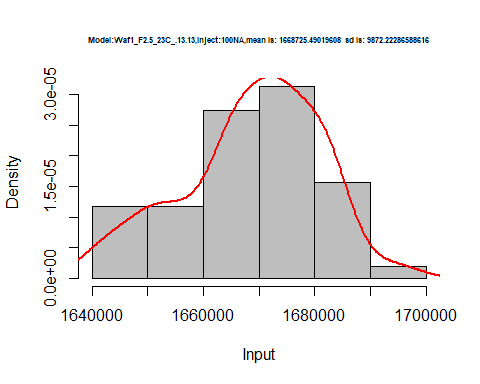 Model:Waf1_F2.5_23C_.13.13,Inject:100NA,mean is: 1668725.49019608 sd is: 9872.22286588616
Density
3.0e-05
1.5e-05
0.0e+00
1640000 1660000 1680000 1700000
Input